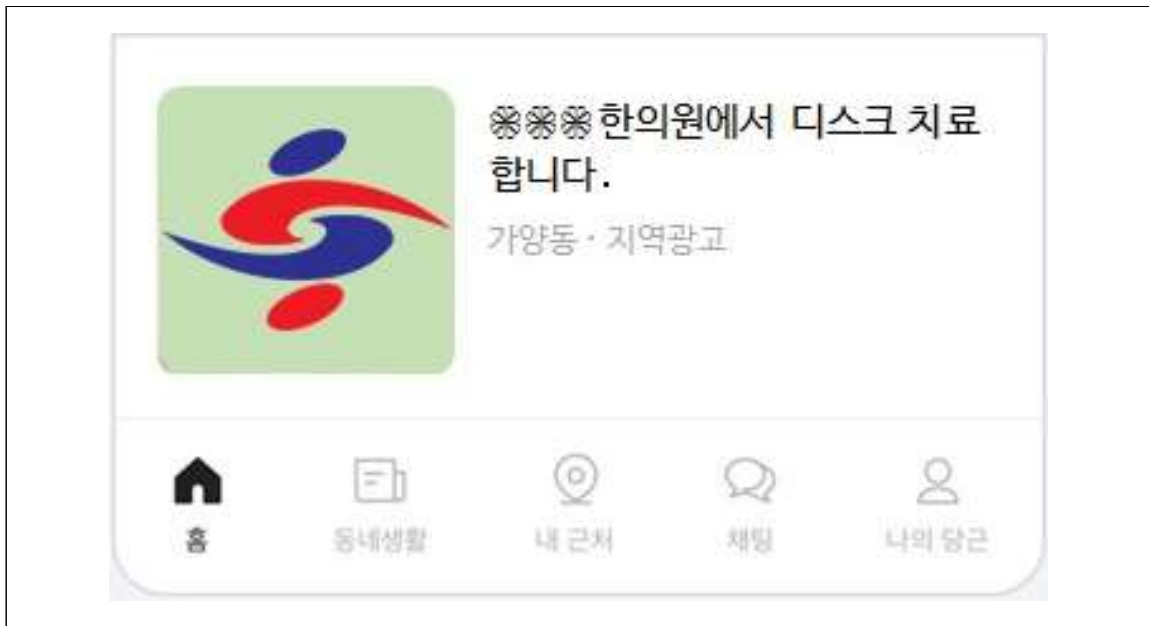 ※※※한의원에서 디스크 치료
합니다.
가양동 · 지역광고
홈
동네생활
내 근처
채팅
나의 당근